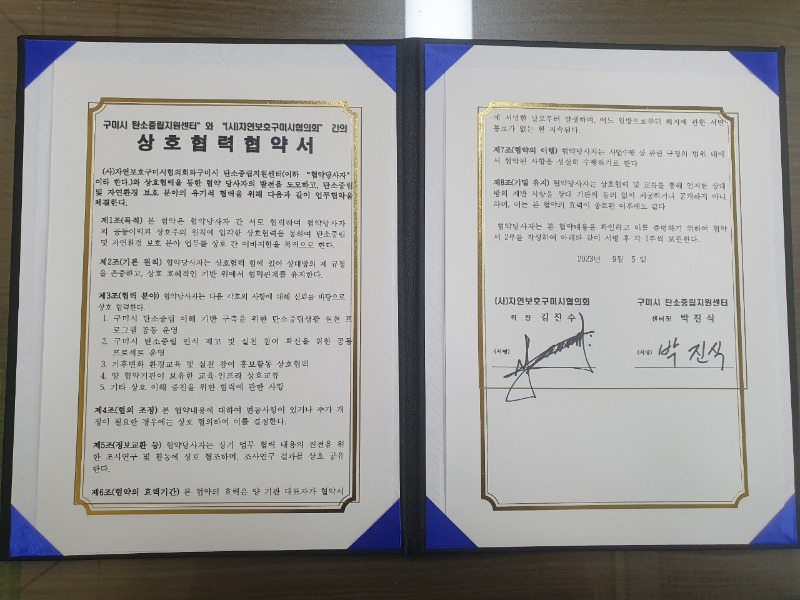 구미시 탄소중립지원센터" 와 "(사)자연보호구미시협의회" 간의
상호협력협약서
(사)자연보호구미시협의회와구미시 탄소중립지원센터(이하 "협약당사자"
이라 한다.)와 상호협력을 통한 협약 당사자의 발전을 도모하고, 탄소중립
및 자연환경 보호 분야의 유기적 협력을 위해 다음과 같이 업무협약을
체결한다.
제1조(목적) 본 협약은 협약당사자 간 서로 협력하여 협약당사자
의 공동이익과 상호주의 원칙에 입각한 상호협력을 통하여 탄소중립
및 자연환경 보호 분야 업무를 상호 간 이바지함을 목적으로 한다.
제2조(기본 원칙) 협약당사자는 상호 협력함에 있어 상대방의 제 규정
을 존중하고, 상호 호혜적인 기반 위에서 협력관계를 유지한다.
제3조(협력 분야) 협약당사자는 다음 각호의 사항에 대해 신뢰를 바탕으로
상호 협력한다.
1. 구미시 탄소중립 이해 기반 구축을 위한 탄소중립생활 실천 프
로그램 공동 운영
2. 구미시 탄소중립 인식 제고 및 실천 참여 확산을 위한 공동
프로젝트 운영
3. 기후변화 환경교육 및 실천 참여 홍보활동 상호협력
4. 양 협약기관이 보유한 교육·인프라 상호교류
5. 기타 상호 이해 증진을 위한 협력에 관한 사항
제4조(협의 조정) 본 협약내용에 대하여 변동사항이 있거나 추가 개
정이 필요한 경우에는 상호 협의하여 이를 결정한다.
제5조(정보교환 등) 협약당사자는 상기 업무 협력 내용의 진전을 위
한 조사연구 및 활동에 상호 협조하며, 조사연구 결과를 상호 공유
한다.
제6조(협약의 효력기간) 본 협약의 효력은 양 기관 대표자가 협약서
에 서명한 날로부터 발생하며, 어느 일방으로부터 해지에 관한 서면
통보가 없는 한 지속된다.
제7조(협약의 이행) 협약당사자는 사업수행 상 관련 규정의 범위 내에
서 협약된 사항을 성실히 수행하기로 한다
제8조(기밀 유지) 협약당사자는 상호협력 및 교류를 통해 인지한 상대
방의 제반 사항을 상대 기관의 동의 없이 제공하거나 공개하지 아니
하며, 이는 본 협약의 효력이 종료된 이후에도 같다
협약당사자는 본 협약내용을 확인하고 이를 증명하기 위하여 협약
서 2부를 작성하여 아래와 같이 서명 후 각 1부씩 보관한다.
2023년 9월 5일
(사)자연보호구미시협의회 구미시 탄소중립지원센터
회 장 김찬수 센터장 박진식
(서명) (서명) 박진식